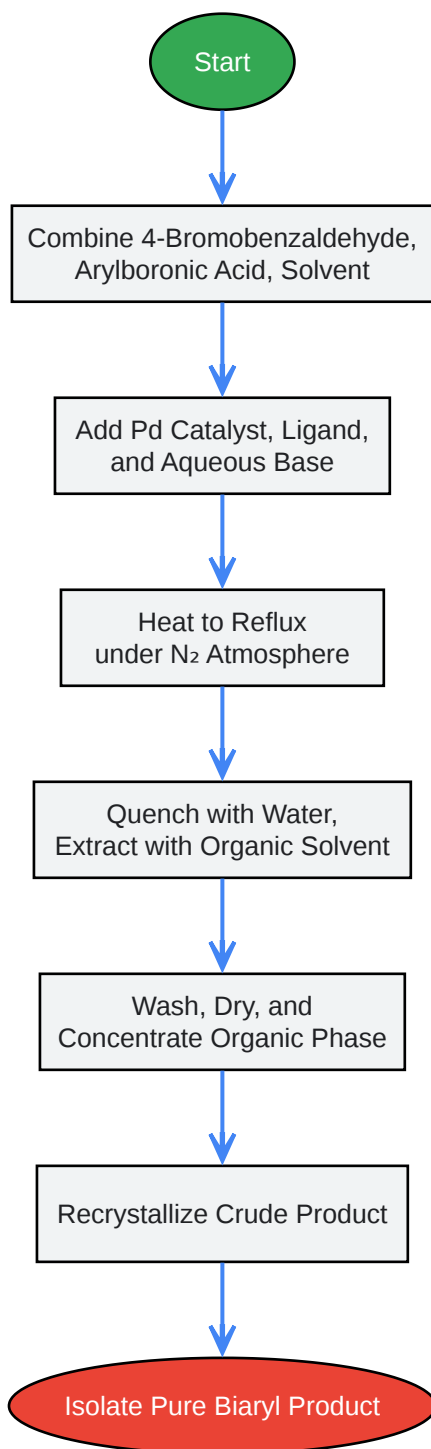 Start
Combine 4-Bromobenzaldehyde,
Arylboronic Acid, Solvent
Add Pd Catalyst, Ligand,
and Aqueous Base
Heat to Reflux
under N₂ Atmosphere
Quench with Water,
Extract with Organic Solvent
Wash, Dry, and
Concentrate Organic Phase
Recrystallize Crude Product
Isolate Pure Biaryl Product